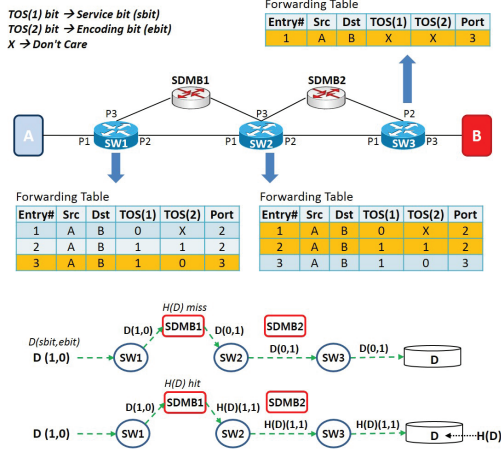 TOS(1) bit → Service bit (sbit)
TOS(2) bit → Encoding bit (ebit)
X → Don't Care
Forwarding Table
Entry# Src Dst TOS(1) TOS(2) Port
1 A B X X 3
SDMB1 SDMB2
P3 P3 P2
A P1 SW1 P2 P1 SW2 P2 P1 SW3 P3 B
Forwarding Table
Entry# Src Dst TOS(1) TOS(2) Port
1 A B 0 X 2
2 A B 1 1 2
3 A B 1 0 3
Forwarding Table
Entry# Src Dst TOS(1) TOS(2) Port
1 A B 0 X 2
2 A B 1 1 2
3 A B 1 0 3
H(D) miss
D(sbit,ebit) D(1,0) SDMB1 D(0,1) SDMB2
D (1,0) SW1 SW2 D(0,1) SW3 D(0,1) D
H(D) hit
D(1,0) SDMB1 H(D)(1,1) SDMB2
D (1,0) SW1 SW2 H(D)(1,1) SW3 H(D)(1,1) D H(D)